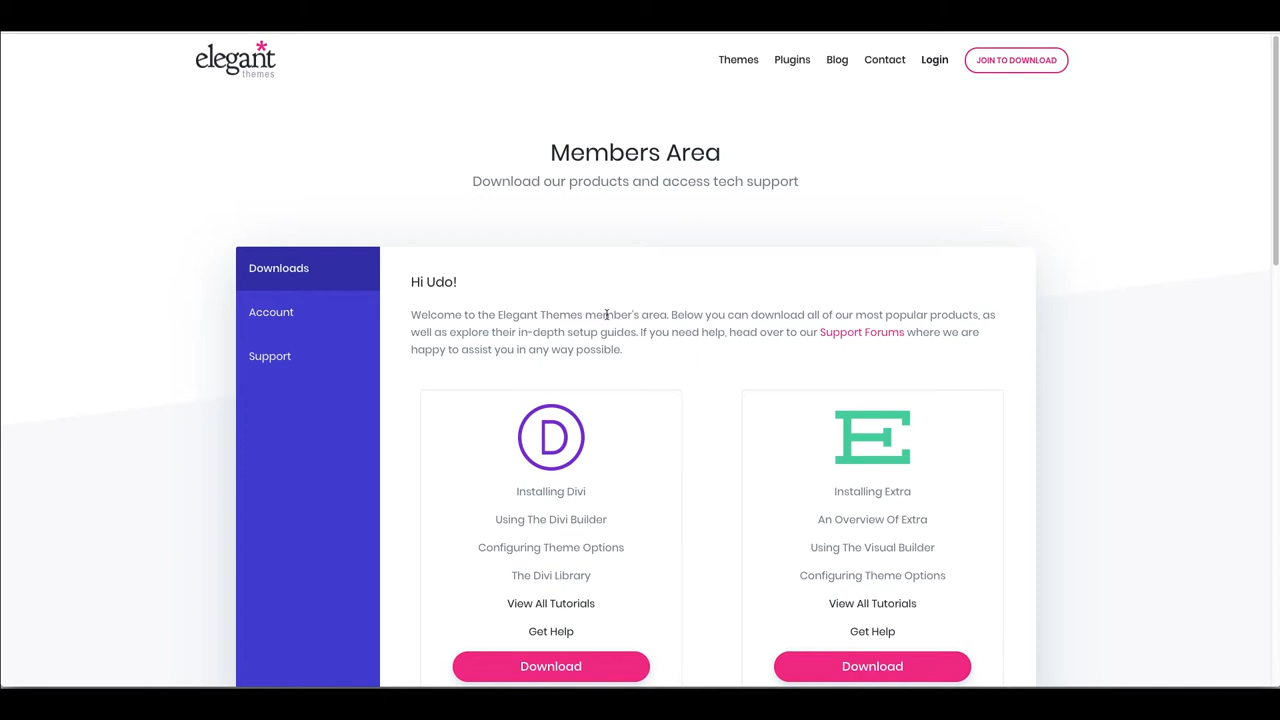 elegant
themes
Themes Plugins Blog Contact Login JOIN TO DOWNLOAD
Members Area
Download our products and access tech support
Downloads
Account
Support
Hi Udo!
Welcome to the Elegant Themes member's area. Below you can download all of our most popular products, as
well as explore their in-depth setup guides. If you need help, head over to our Support Forums where we are
happy to assist you in any way possible.
D
Installing Divi
Using The Divi Builder
Configuring Theme Options
The Divi Library
View All Tutorials
Get Help
Download
E
Installing Extra
An Overview Of Extra
Using The Visual Builder
Configuring Theme Options
View All Tutorials
Get Help
Download